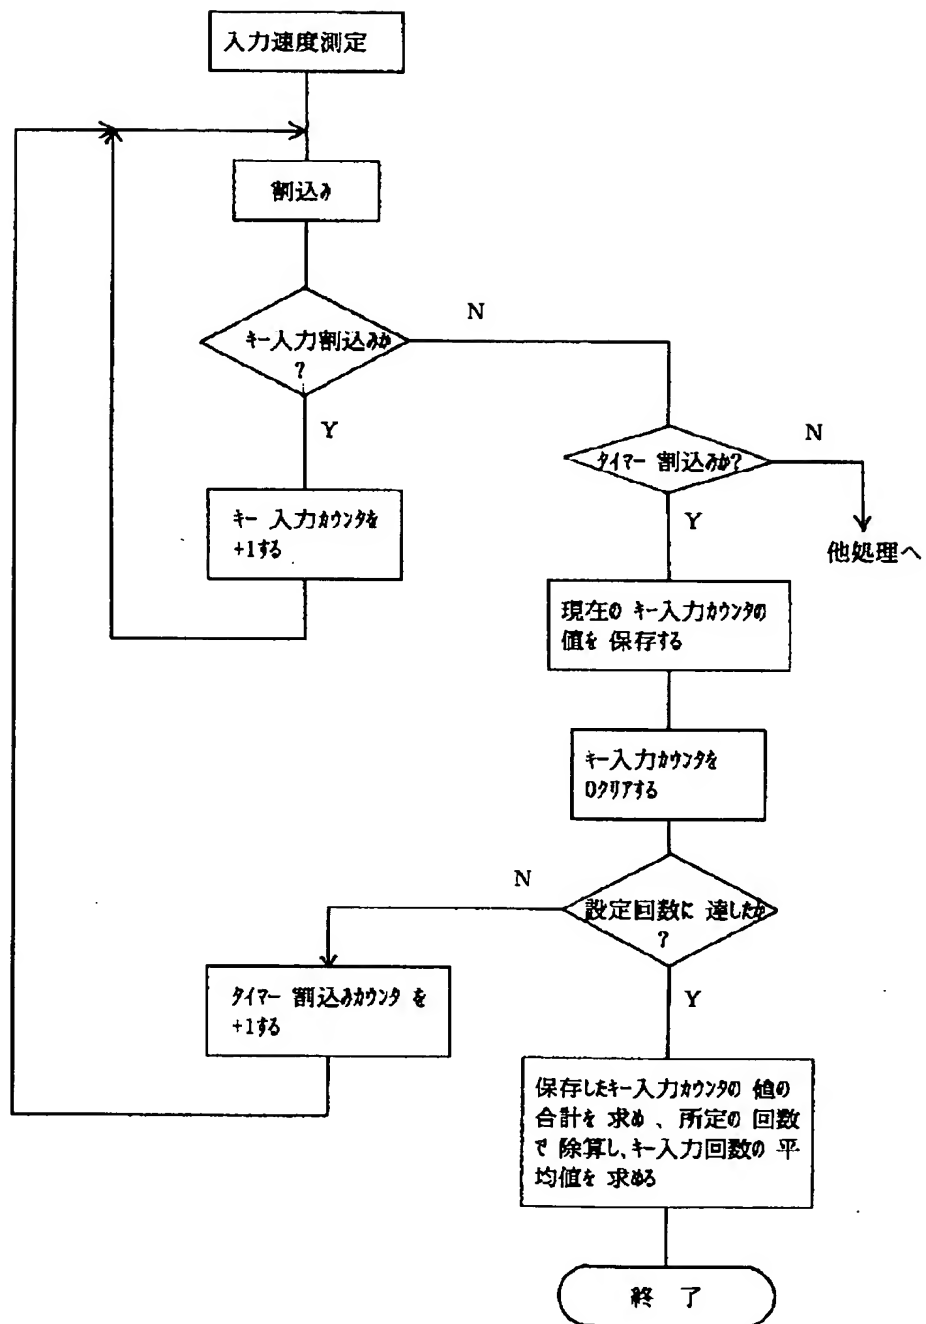 入力速度測定
割込み
キー入力割込みか
?
N
Y
キー 入力カウンタを
+1する
タイマー 割込みか?
N
Y
他処理へ
現在の キー入力カウンタの
値を 保存する
キー入力カウンタを
0クリアする
設定回数に 達したか
?
N
Y
タイマー 割込みカウンタ を
+1する
保存したキー入力カウンタの 値の
合計を 求め 、所定の 回数
で 除算し、キー入力回数の 平
均値を 求める
終 了